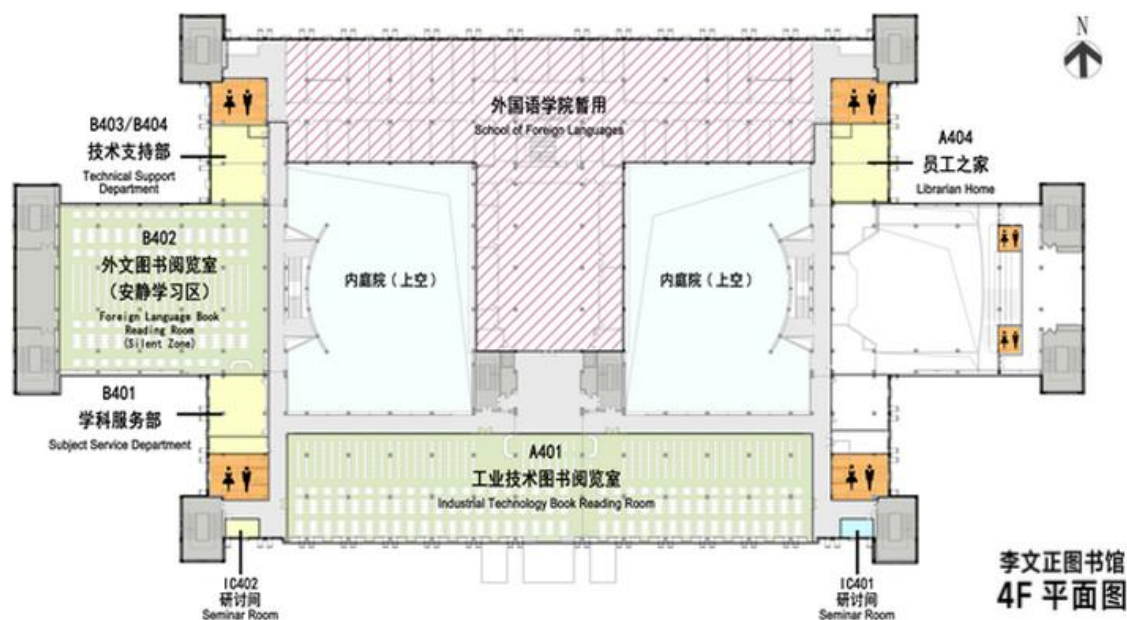 N
外国语学院暂用
School of Foreign Languages
B403/B404
技术支持部
Technical Support
Department
A404
员工之家
Librarian Home
B402
外文图书阅览室
（安静学习区）
Foreign Language Book
Reading Room
(Silent Zone)
内庭院（上空）
内庭院（上空）
B401
学科服务部
Subject Service Department
A401
工业技术图书阅览室
Industrial Technology Book Reading Room
IC402
研讨间
Seminar Room
IC401
研讨间
Seminar Room
李文正图书馆
4F 平面图